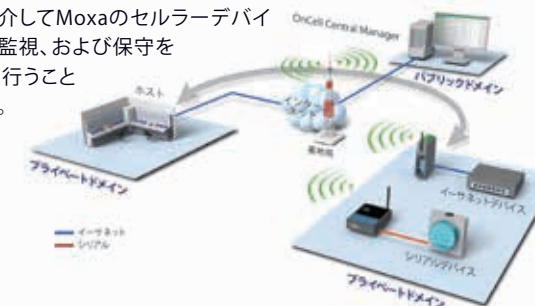 介してMoxaのセルラーデバイ
監視、および保守を
行うこと
。
OnCell Central Manager
パブリックドメイン
ホスト
インター
基地局
プライベートドメイン
イーサネットデバイス
シリアルデバイス
プライベートドメイン
イーサネット
シリアル